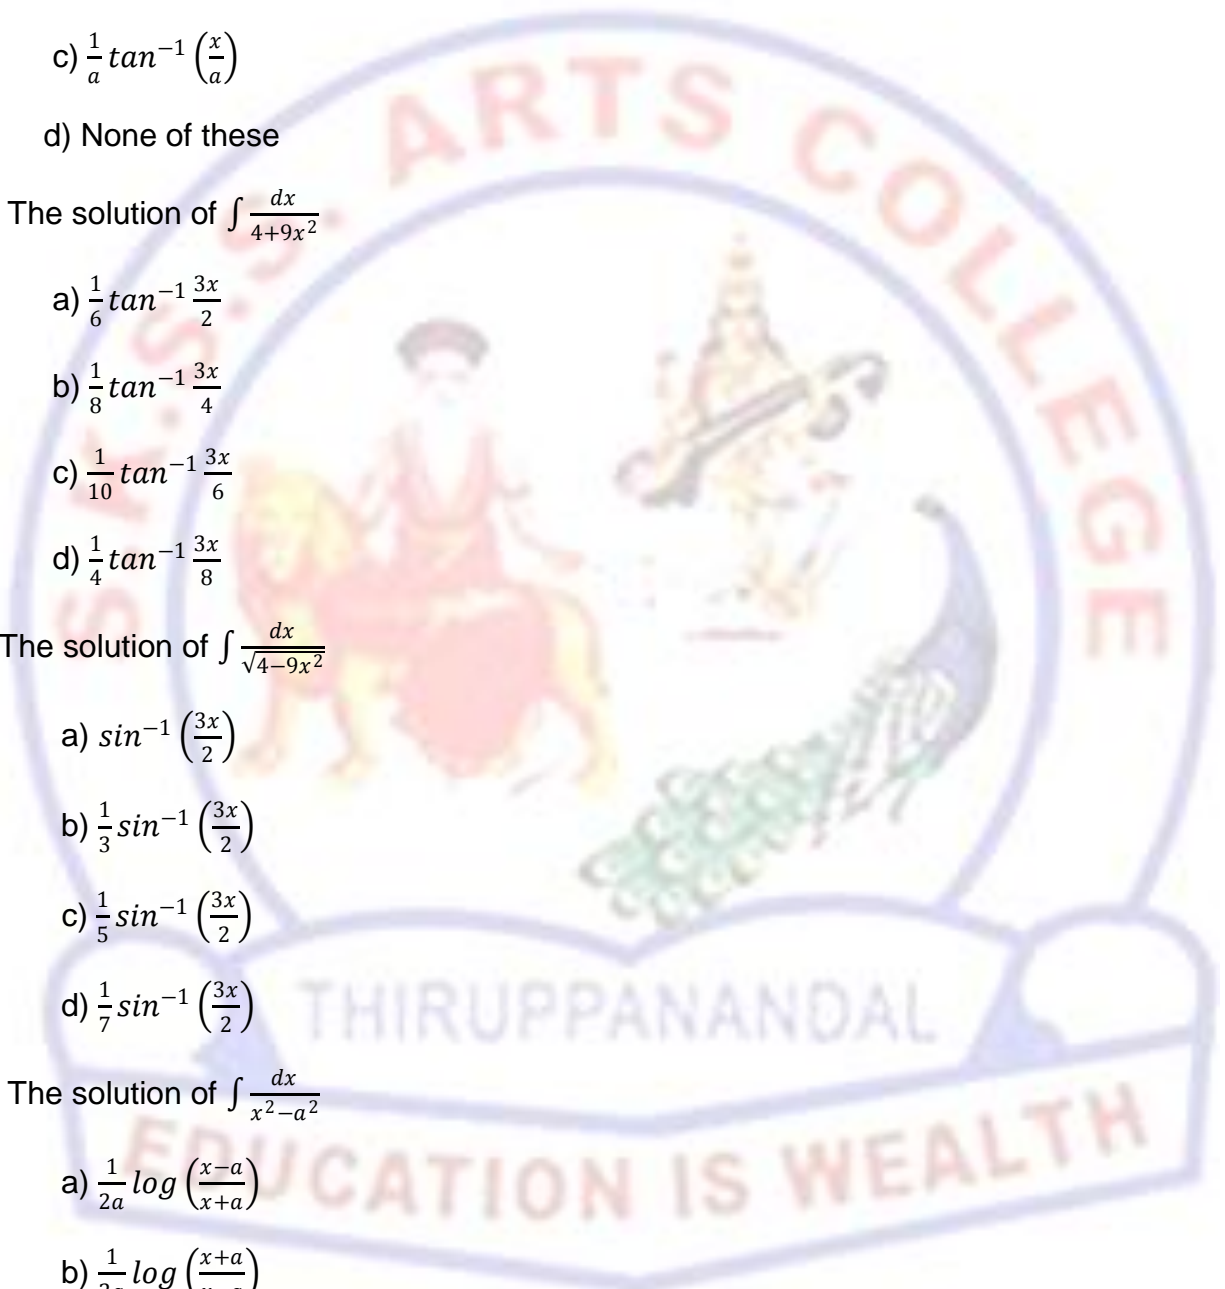 c) 1/a tan⁻¹ (x/a)
d) None of these
The solution of ∫ dx/(4+9x²)
a) 1/6 tan⁻¹ 3x/2
b) 1/8 tan⁻¹ 3x/4
c) 1/10 tan⁻¹ 3x/6
d) 1/4 tan⁻¹ 3x/8
The solution of ∫ dx/√(4−9x²)
a) sin⁻¹ (3x/2)
b) 1/3 sin⁻¹ (3x/2)
c) 1/5 sin⁻¹ (3x/2)
d) 1/7 sin⁻¹ (3x/2)
The solution of ∫ dx/(x²−a²)
a) 1/2a log ((x−a)/(x+a))
b) 1/2a log ((x+a)/(x−a))
S.K.S.S. ARTS COLLEGE
THIRUPPANANDAL
EDUCATION IS WEALTH